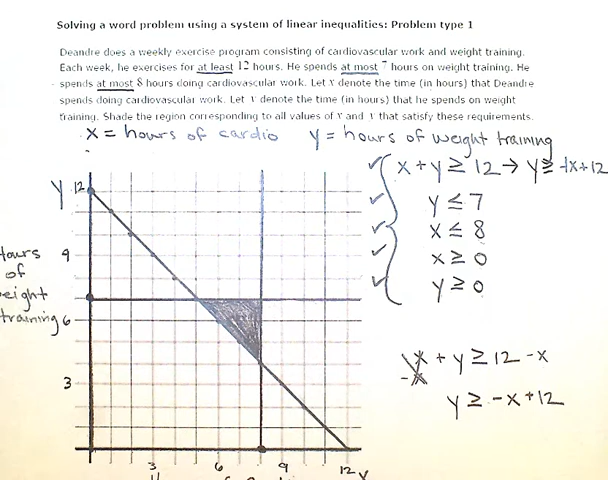 Solving a word problem using a system of linear inequalities: Problem type 1
Deandre does a weekly exercise program consisting of cardiovascular work and weight training.
Each week, he exercises for at least 12 hours. He spends at most 7 hours on weight training. He
spends at most 8 hours doing cardiovascular work. Let x denote the time (in hours) that Deandre
spends doing cardiovascular work. Let y denote the time (in hours) that he spends on weight
training. Shade the region corresponding to all values of x and y that satisfy these requirements.
x = hours of cardio y = hours of weight training
x + y ≥ 12 → y ≥ -1x+12
y ≤ 7
x ≤ 8
x ≥ 0
y ≥ 0
y 12
Hours 9
of
weight
training 6
3
x + y ≥ 12 - x
-x
y ≥ -x + 12
3 6 9 12 x